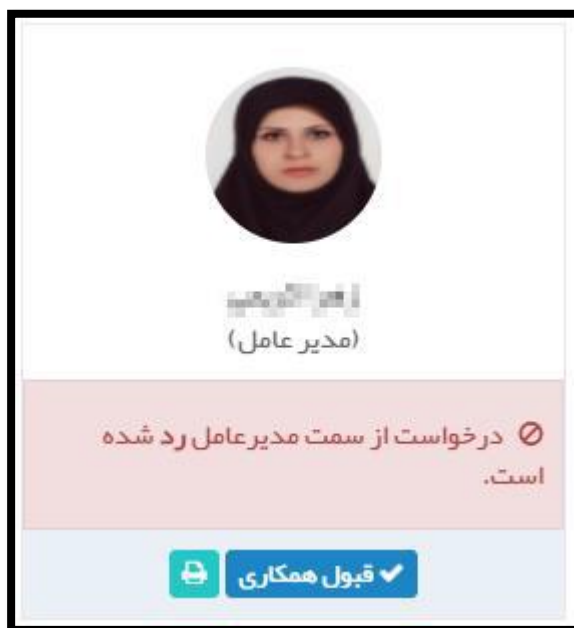 (مدیر عامل)
درخواست از سمت مدیرعامل رد شده
است.
قبول همکاری